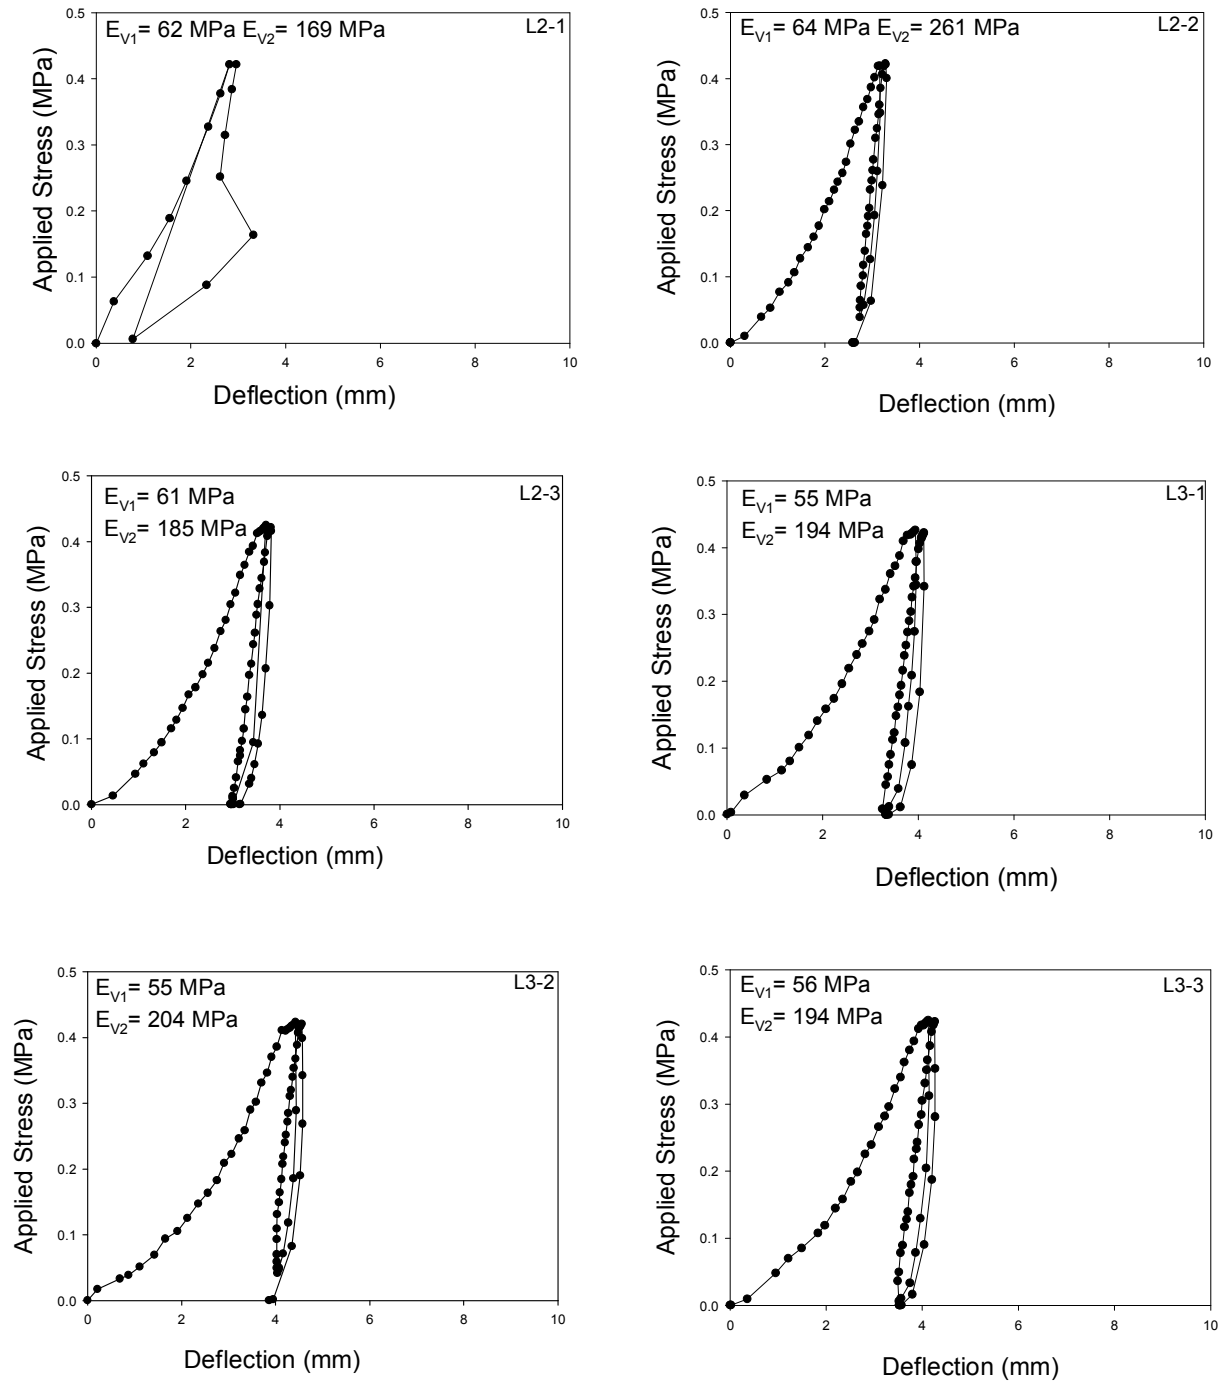 E_V1= 62 MPa E_V2= 169 MPa
L2-1
0.5
0.4
0.3
0.2
0.1
0.0
0
2
4
6
8
10
Applied Stress (MPa)
Deflection (mm)
E_V1= 64 MPa E_V2= 261 MPa
L2-2
0.5
0.4
0.3
0.2
0.1
0.0
0
2
4
6
8
10
Applied Stress (MPa)
Deflection (mm)
E_V1= 61 MPa
E_V2= 185 MPa
L2-3
0.5
0.4
0.3
0.2
0.1
0.0
0
2
4
6
8
10
Applied Stress (MPa)
Deflection (mm)
E_V1= 55 MPa
E_V2= 194 MPa
L3-1
0.5
0.4
0.3
0.2
0.1
0.0
0
2
4
6
8
10
Applied Stress (MPa)
Deflection (mm)
E_V1= 55 MPa
E_V2= 204 MPa
L3-2
0.5
0.4
0.3
0.2
0.1
0.0
0
2
4
6
8
10
Applied Stress (MPa)
Deflection (mm)
E_V1= 56 MPa
E_V2= 194 MPa
L3-3
0.5
0.4
0.3
0.2
0.1
0.0
0
2
4
6
8
10
Applied Stress (MPa)
Deflection (mm)